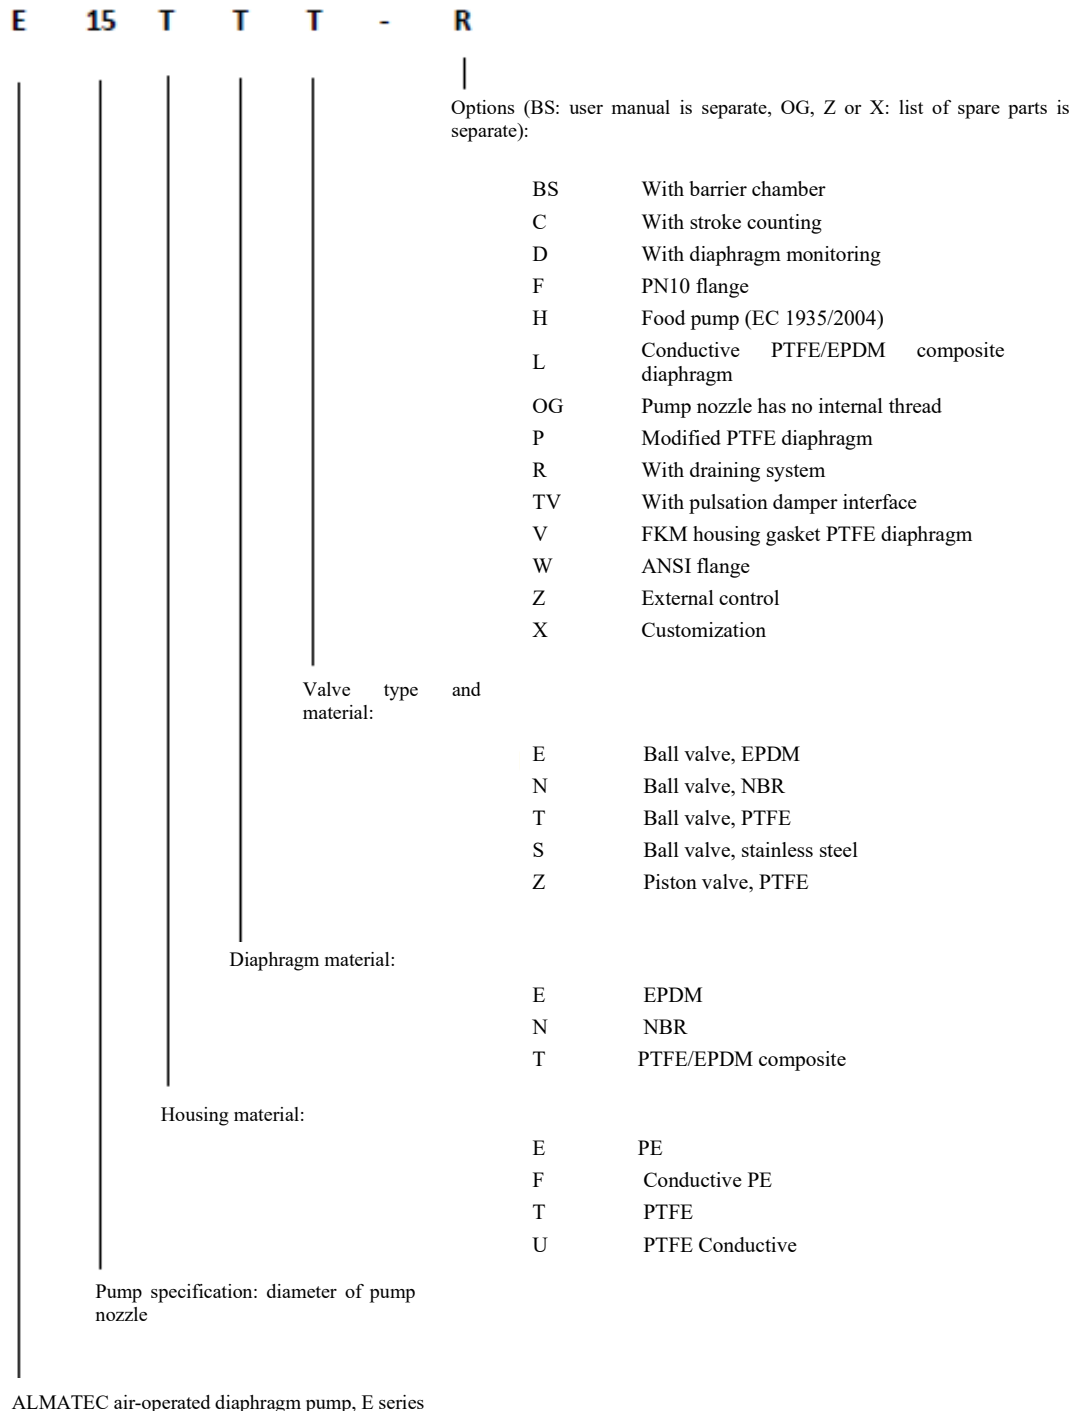 E 15 T T T - R
Options (BS: user manual is separate, OG, Z or X: list of spare parts is
separate):
BS With barrier chamber
C With stroke counting
D With diaphragm monitoring
F PN10 flange
H Food pump (EC 1935/2004)
L Conductive PTFE/EPDM composite
diaphragm
OG Pump nozzle has no internal thread
P Modified PTFE diaphragm
R With draining system
TV With pulsation damper interface
V FKM housing gasket PTFE diaphragm
W ANSI flange
Z External control
X Customization
Valve type and
material:
E Ball valve, EPDM
N Ball valve, NBR
T Ball valve, PTFE
S Ball valve, stainless steel
Z Piston valve, PTFE
Diaphragm material:
E EPDM
N NBR
T PTFE/EPDM composite
Housing material:
E PE
F Conductive PE
T PTFE
U PTFE Conductive
Pump specification: diameter of pump
nozzle
ALMATEC air-operated diaphragm pump, E series